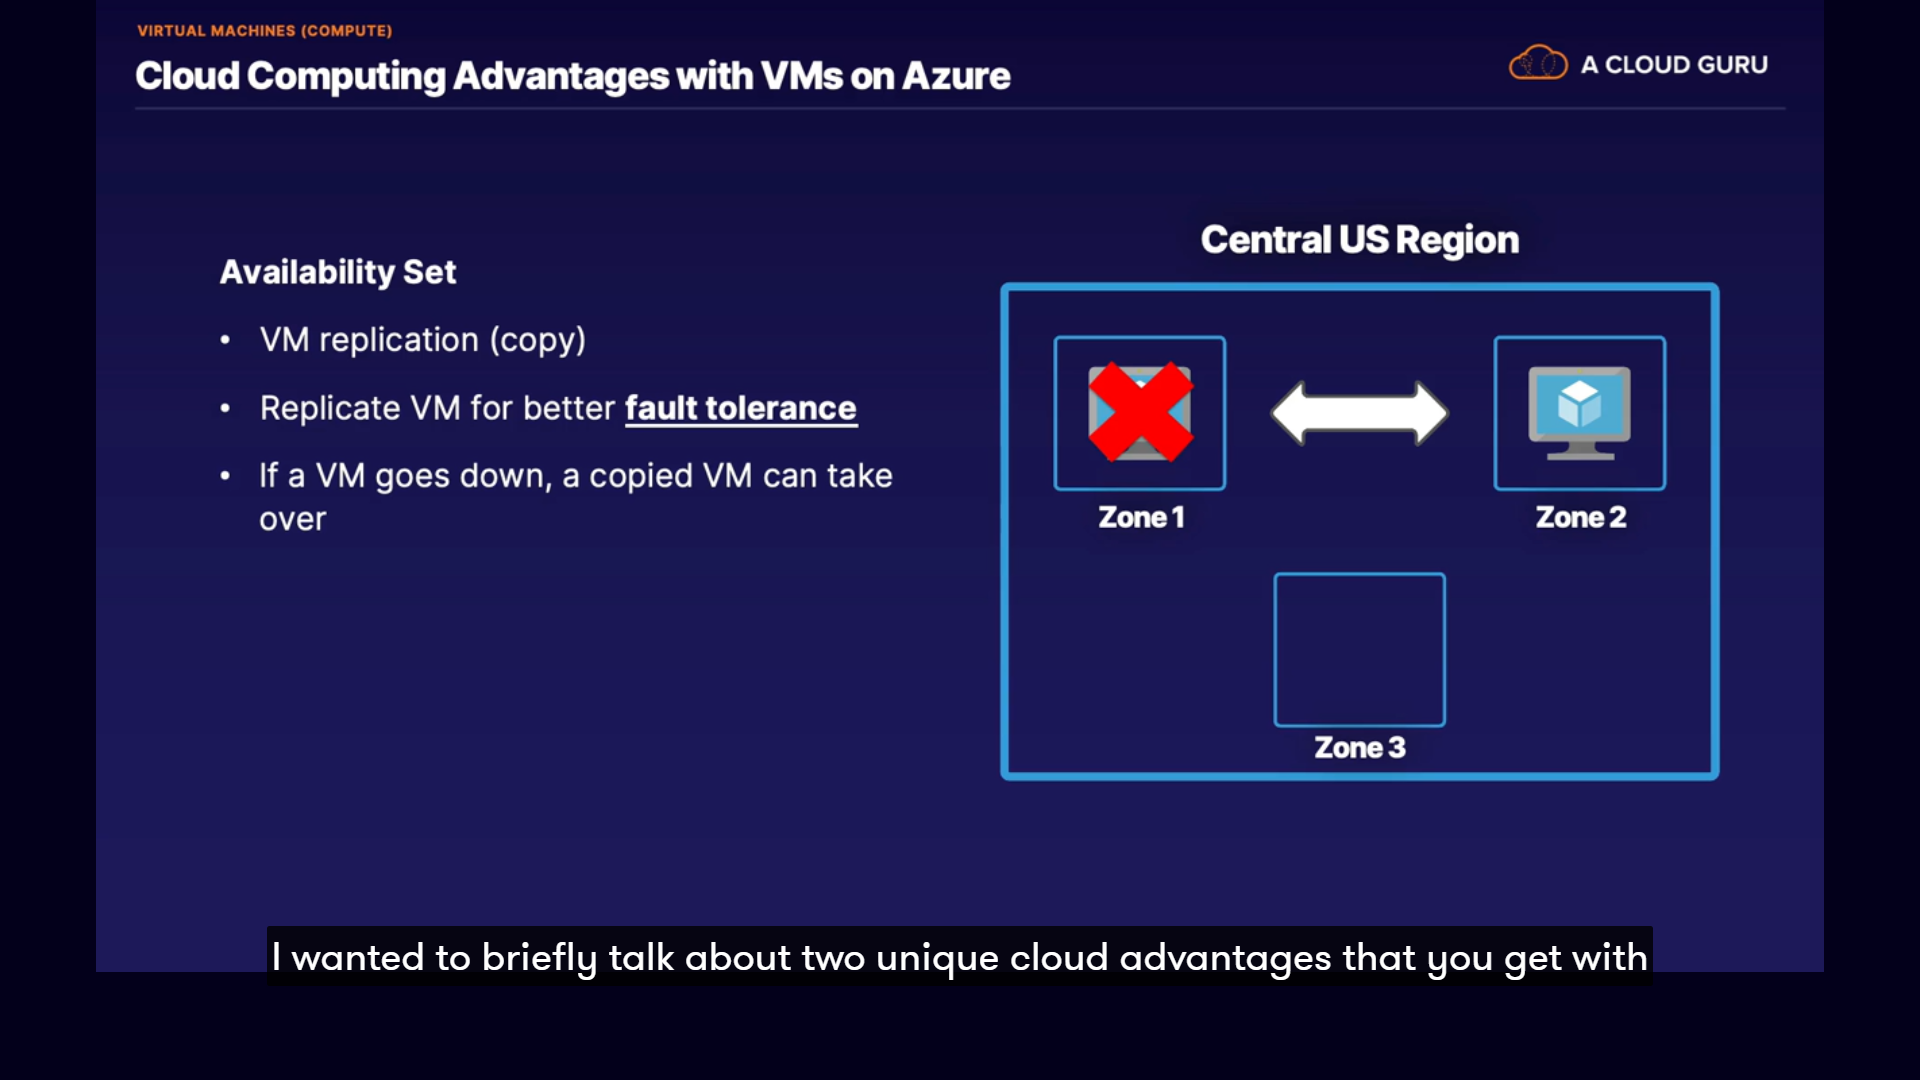 VIRTUAL MACHINES (COMPUTE)
Cloud Computing Advantages with VMs on Azure
A CLOUD GURU
Availability Set
• VM replication (copy)
• Replicate VM for better fault tolerance
• If a VM goes down, a copied VM can take
over
Central US Region
Zone 1
Zone 2
Zone 3
I wanted to briefly talk about two unique cloud advantages that you get with